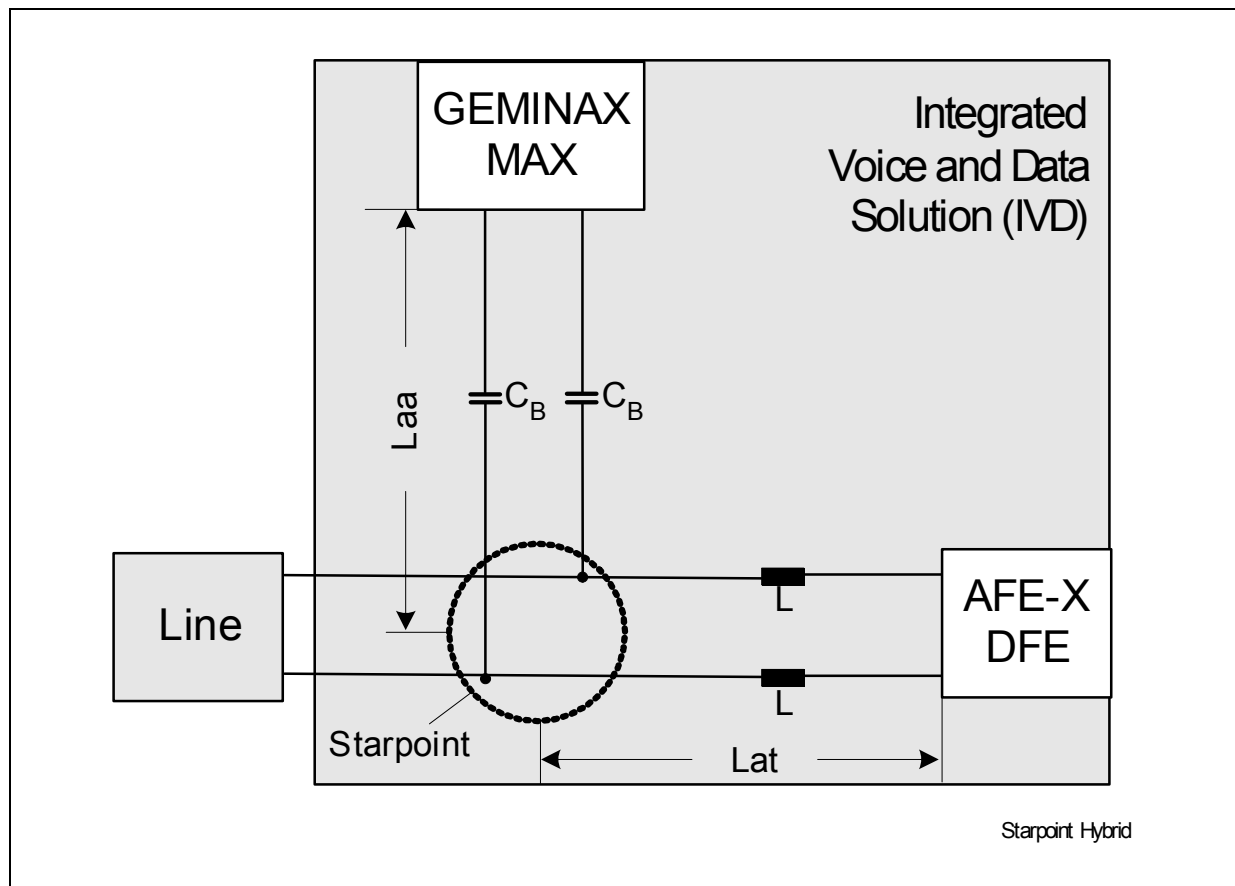 GEMINAX
MAX
Integrated
Voice and Data
Solution (IVD)
Laa
C_B
C_B
Line
L
AFE-X
DFE
L
Starpoint
Lat
Starpoint Hybrid